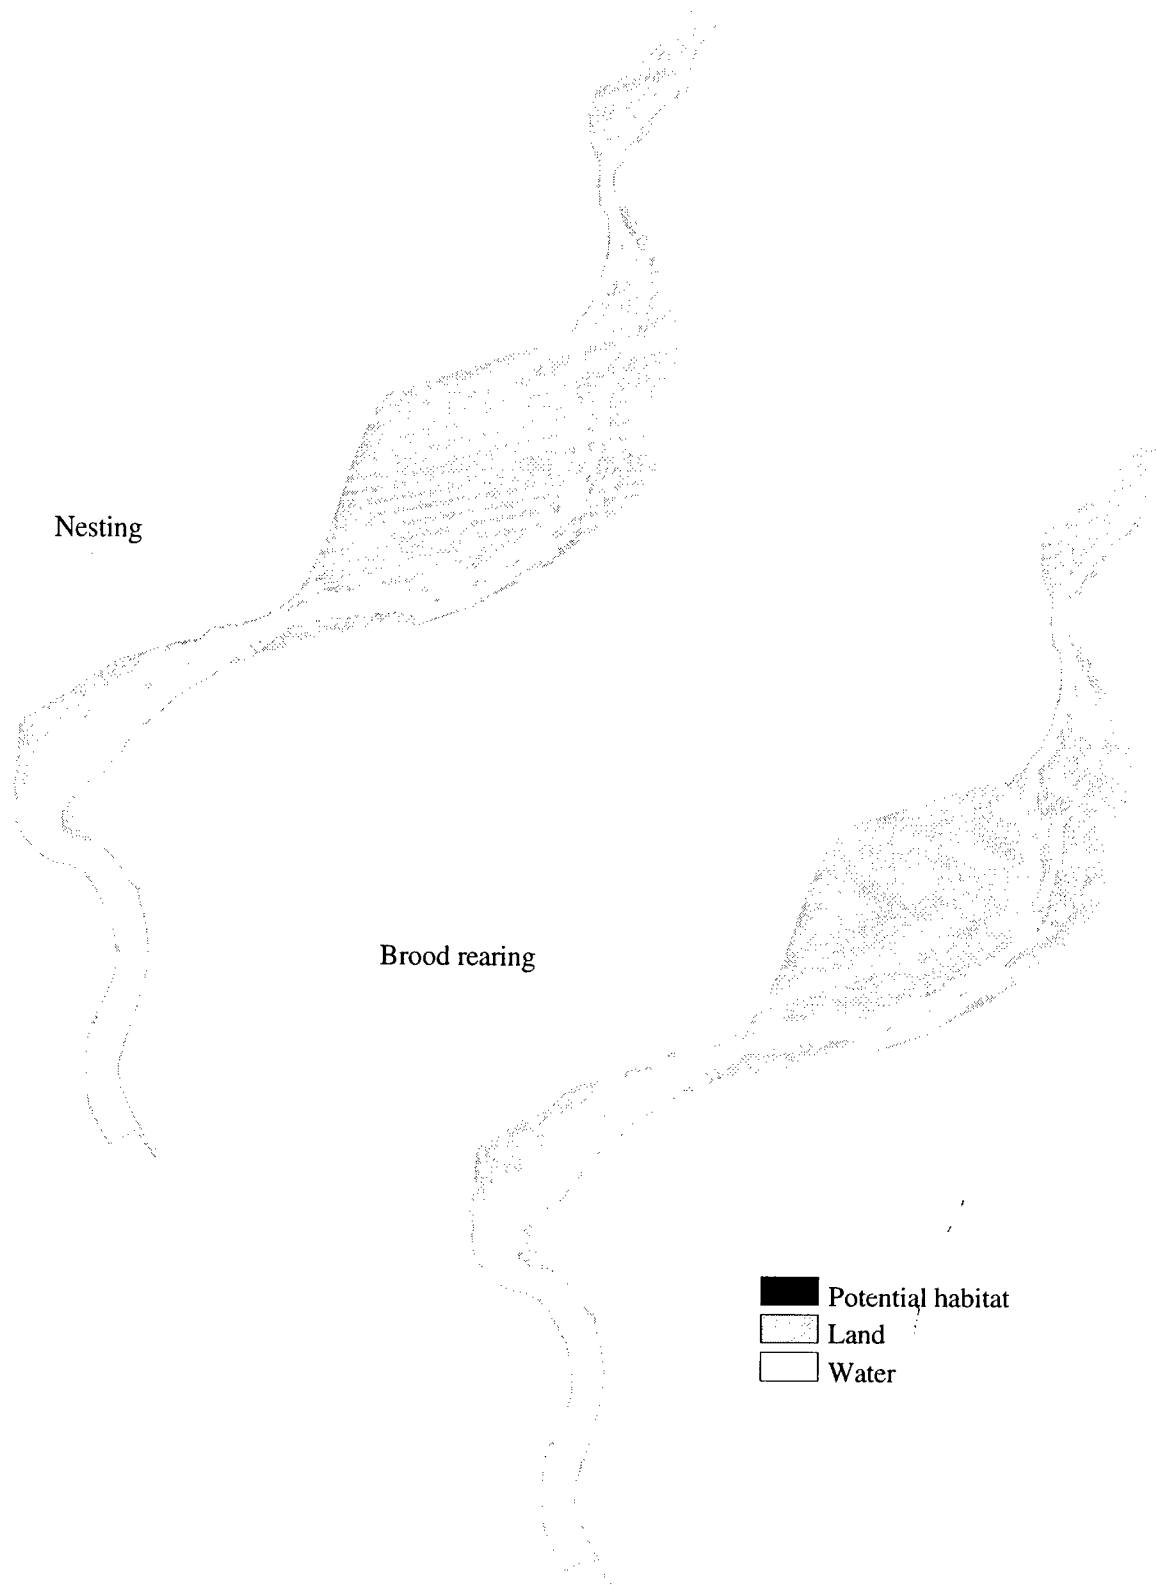 Nesting
Brood rearing
Potential habitat
Land
Water